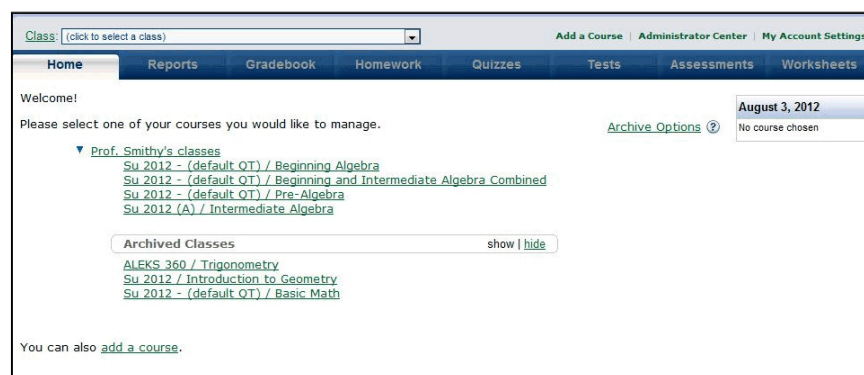 Class: (click to select a class) Add a Course | Administrator Center | My Account Settings
Home Reports Gradebook Homework Quizzes Tests Assessments Worksheets
Welcome!
August 3, 2012
Please select one of your courses you would like to manage.
Archive Options ?
No course chosen
Prof. Smithy's classes
Su 2012 - (default QT) / Beginning Algebra
Su 2012 - (default QT) / Beginning and Intermediate Algebra Combined
Su 2012 - (default QT) / Pre-Algebra
Su 2012 (A) / Intermediate Algebra
Archived Classes show | hide
ALEKS 360 / Trigonometry
Su 2012 / Introduction to Geometry
Su 2012 - (default QT) / Basic Math
You can also add a course.